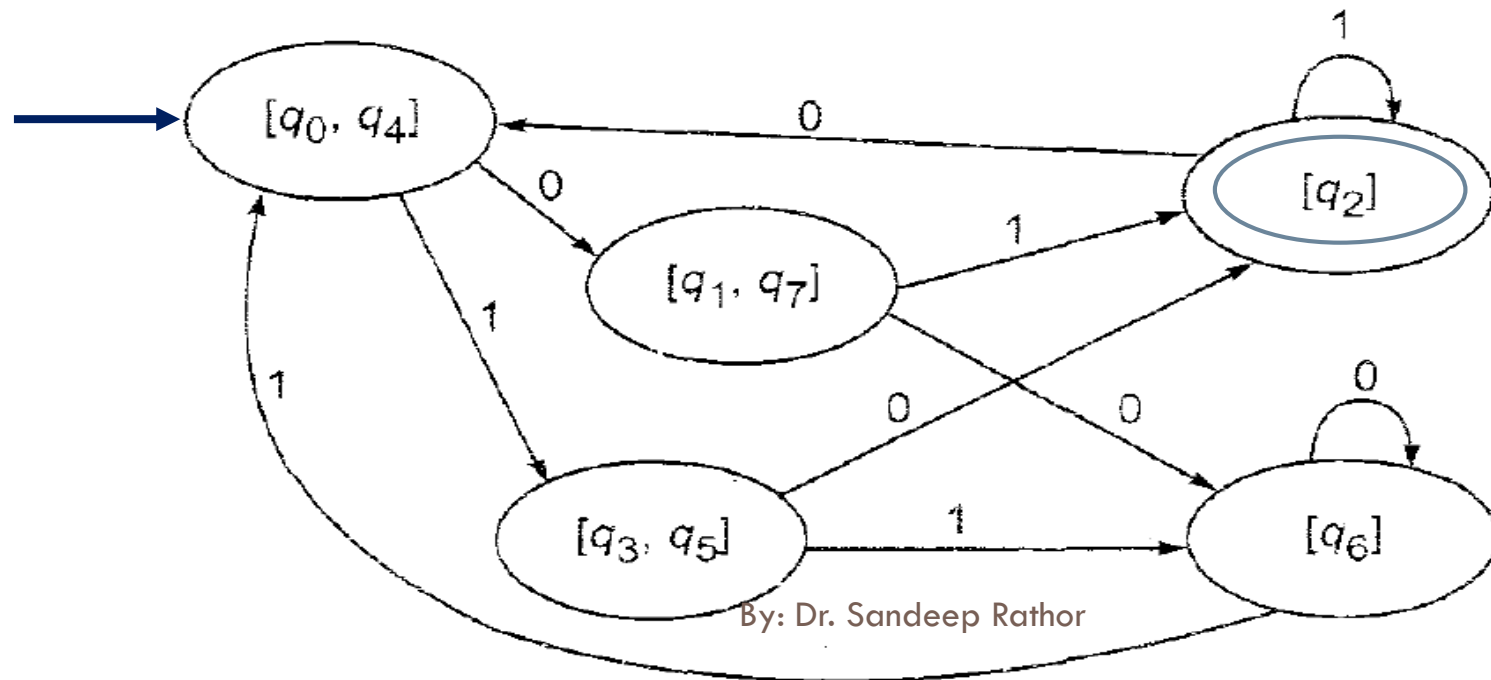 1
[q₀, q₄]
0
[q₂]
0
1
[q₁, q₇]
1
1
0
0
0
1
[q₃, q₅]
[q₆]
By: Dr. Sandeep Rathor